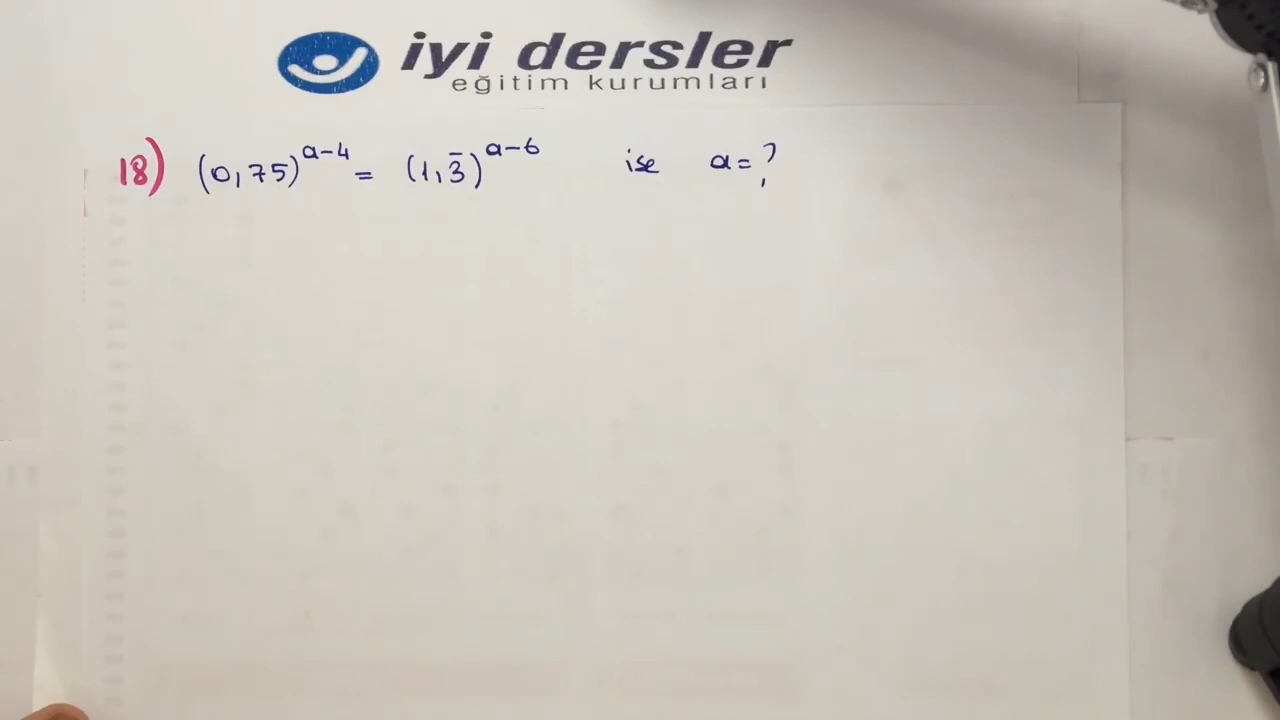 iyi dersler
eğitim kurumları
18) (0,75)^{a-4} = (1,3̄)^{a-6} ise a=?